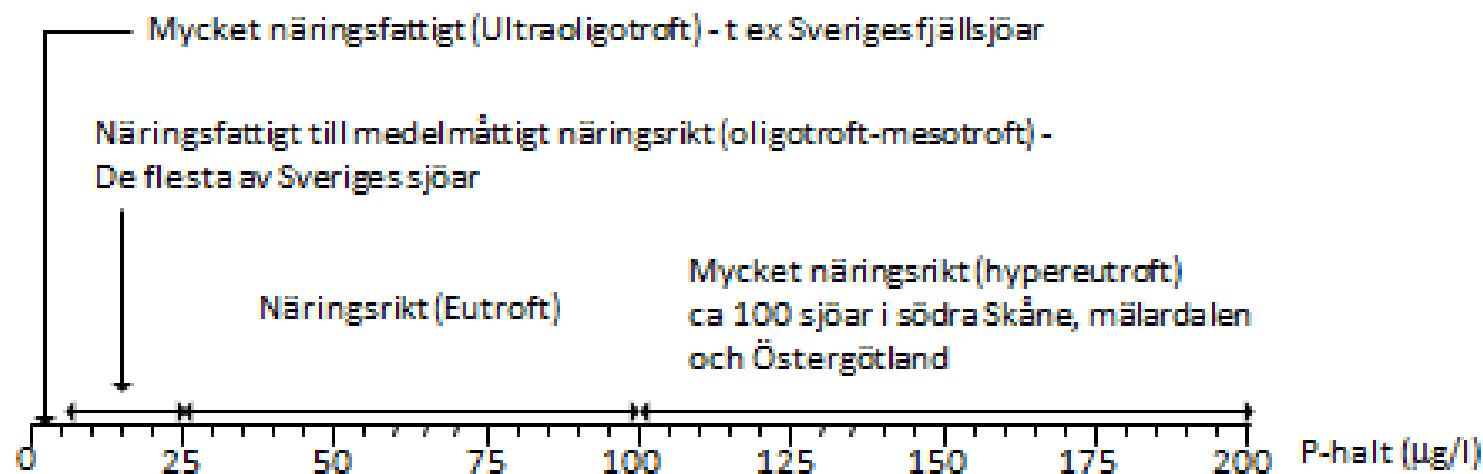 Mycket näringsfattigt (Ultraoligotroft) - t ex Sveriges fjällsjöar
Näringsfattigt till medelmåttigt näringsrikt (oligotroft-mesotroft) -
De flesta av Sveriges sjöar
Näringsrikt (Eutroft)
Mycket näringsrikt (hypereutroft)
ca 100 sjöar i södra Skåne, mälardalen
och Östergötland
0 25 50 75 100 125 150 175 200 P-halt (µg/l)